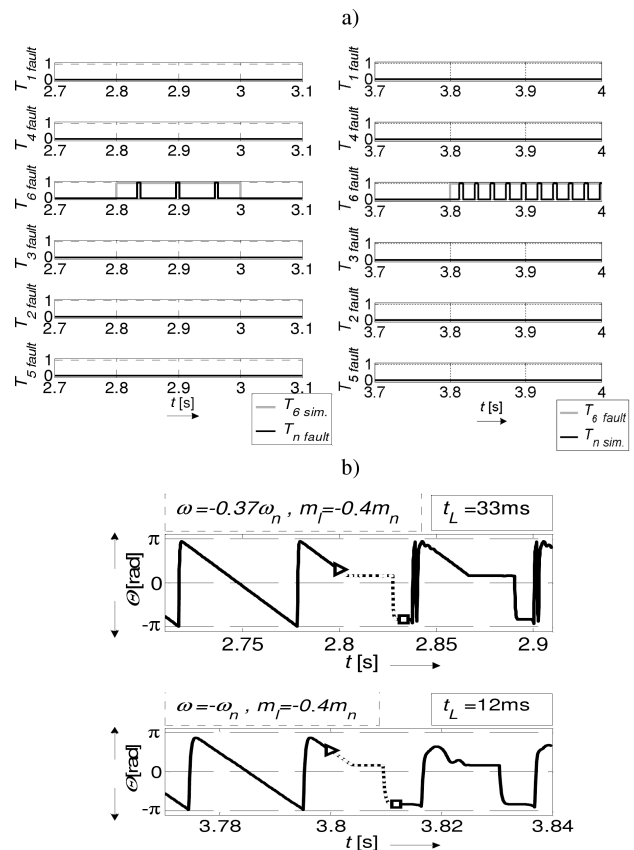 a)
T1 fault 1 0 2.7 2.8 2.9 3 3.1
T1 fault 1 0 3.7 3.8 3.9 4
T4 fault 1 0 2.7 2.8 2.9 3 3.1
T4 fault 1 0 3.7 3.8 3.9 4
T6 fault 1 0 2.7 2.8 2.9 3 3.1
T6 fault 1 0 3.7 3.8 3.9 4
T3 fault 1 0 2.7 2.8 2.9 3 3.1
T3 fault 1 0 3.7 3.8 3.9 4
T2 fault 1 0 2.7 2.8 2.9 3 3.1
T2 fault 1 0 3.7 3.8 3.9 4
T5 fault 1 0 2.7 2.8 2.9 3 3.1
T5 fault 1 0 3.7 3.8 3.9 4
t [s]
T6 sim.
Tn fault
t [s]
T6 fault
Tn sim.
b)
ω=-0.37ωn , ml=-0.4mn
tL =33ms
Θ[rad]
π
0
-π
2.75 2.8 2.85 2.9
t [s]
ω=-ωn , ml=-0.4mn
tL =12ms
Θ[rad]
π
0
-π
3.78 3.8 3.82 3.84
t [s]